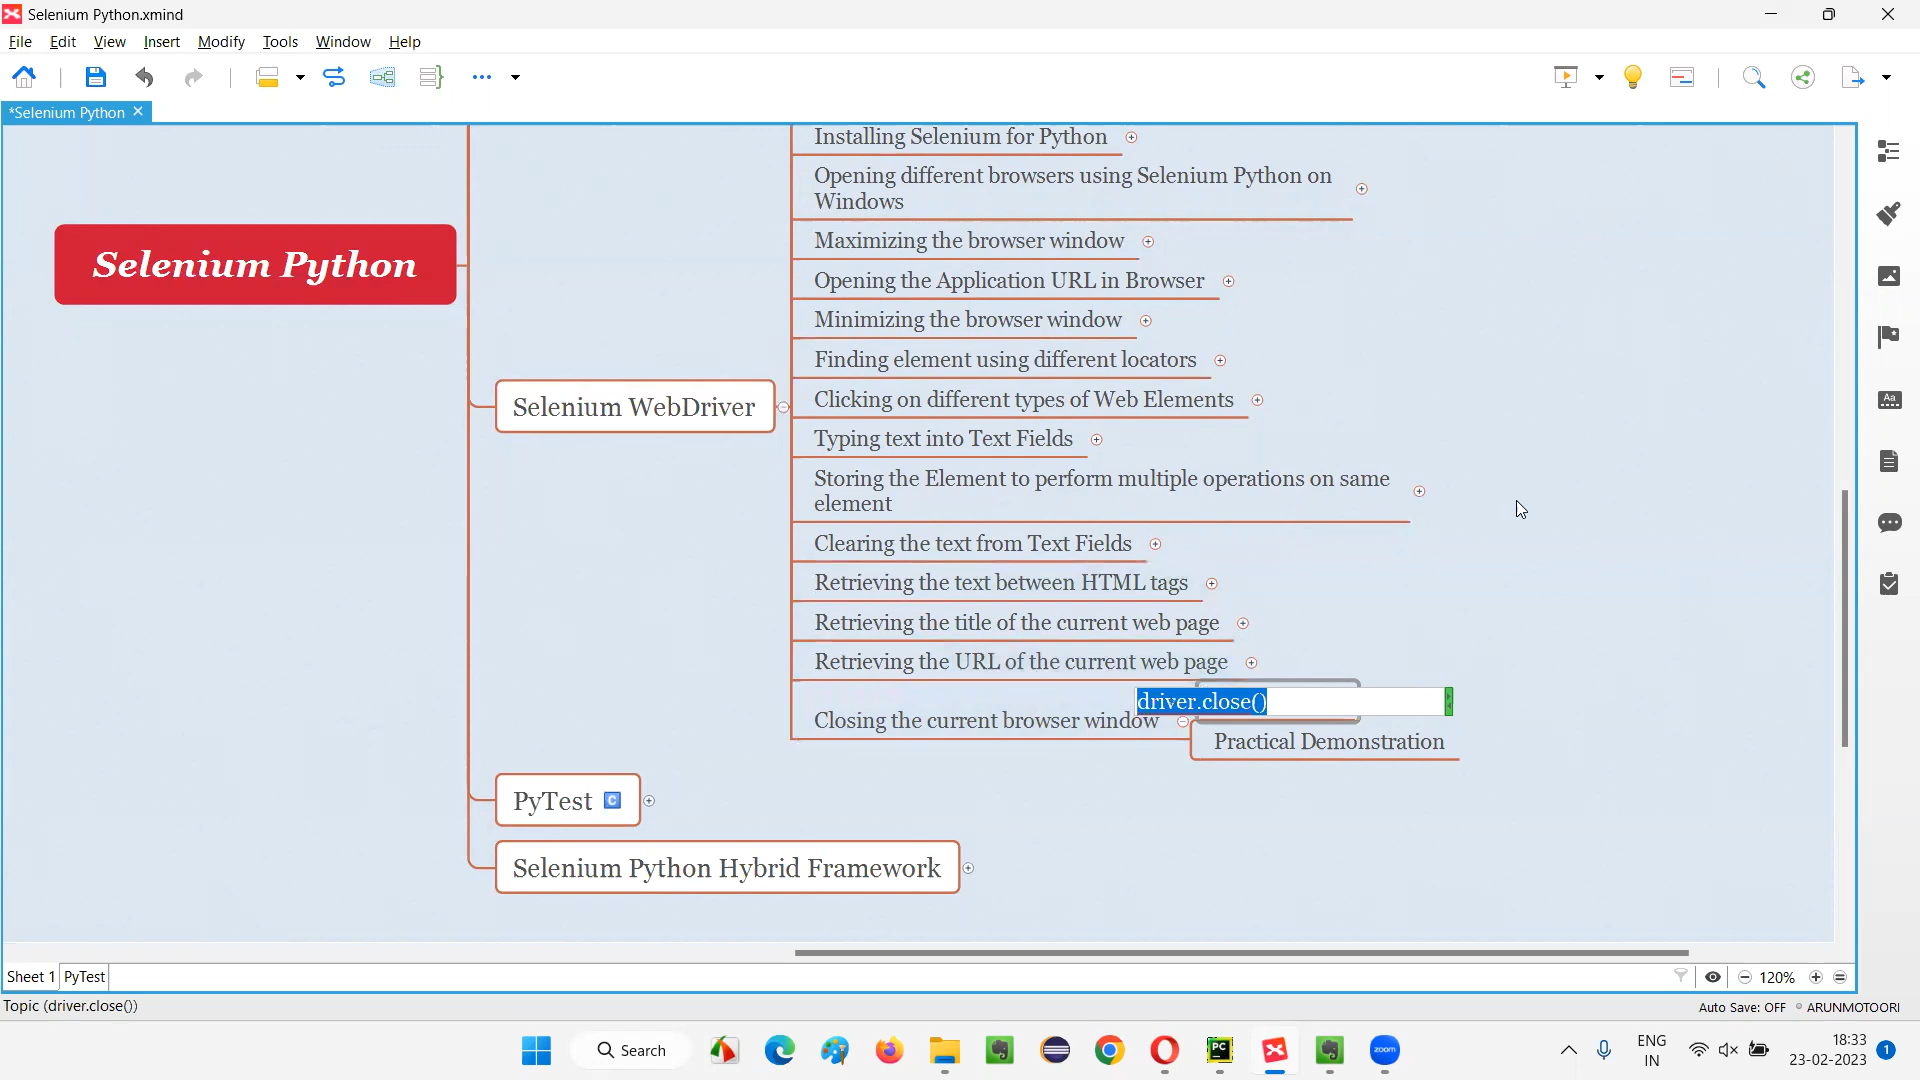 Selenium Python.xmind
File Edit View Insert Modify Tools Window Help
*Selenium Python
Installing Selenium for Python
Opening different browsers using Selenium Python on
Windows
Selenium Python
Maximizing the browser window
Opening the Application URL in Browser
Minimizing the browser window
Finding element using different locators
Selenium WebDriver
Clicking on different types of Web Elements
Typing text into Text Fields
Storing the Element to perform multiple operations on same
element
Clearing the text from Text Fields
Retrieving the text between HTML tags
Retrieving the title of the current web page
Retrieving the URL of the current web page
driver.close()
Closing the current browser window
Practical Demonstration
PyTest C
Selenium Python Hybrid Framework
Aa
Sheet 1 PyTest
120%
Topic (driver.close())
Auto Save: OFF ARUNMOTOORI
Search
PC
zoom
ENG
IN
18:33
23-02-2023
1